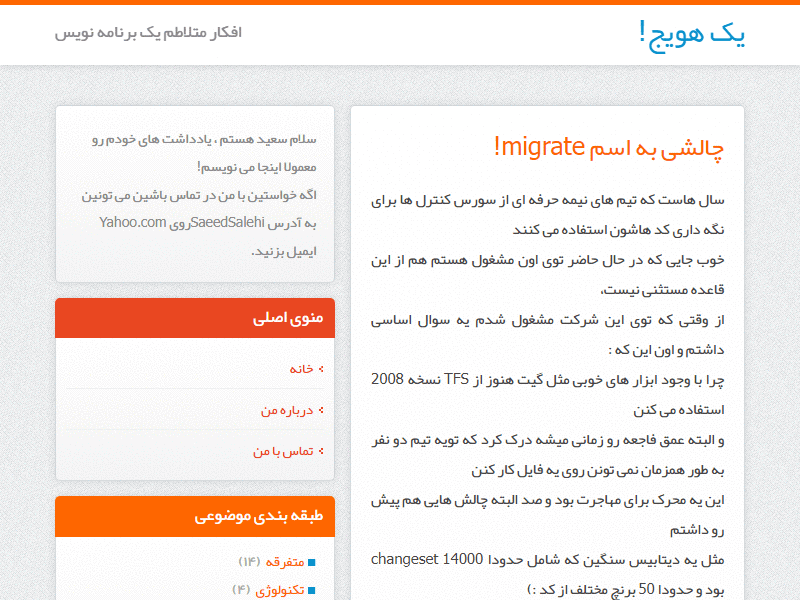 یک هویج!
افکار متلاطم یک برنامه نویس
چالشی به اسم migrate!
سال هاست که تیم های نیمه حرفه ای از سورس کنترل ها برای
نگه داری کد هاشون استفاده می کنند
خوب جایی که در حال حاضر توی اون مشغول هستم هم از این
قاعده مستثنی نیست،
از وقتی که توی این شرکت مشغول شدم یه سوال اساسی
داشتم و اون این که :
چرا با وجود ابزار های خوبی مثل گیت هنوز از TFS نسخه 2008
استفاده می کنن
و البته عمق فاجعه رو زمانی میشه درک کرد که تویه تیم دو نفر
به طور همزمان نمی تونن روی یه فایل کار کنن
این یه محرک برای مهاجرت بود و صد البته چالش هایی هم پیش
رو داشتم
مثل یه دیتابیس سنگین که شامل حدودا 14000 changeset
بود و حدودا 50 برنچ مختلف از کد :)
سلام سعید هستم ، یادداشت های خودم رو
معمولا اینجا می نویسم!
اگه خواستین با من در تماس باشین می تونین
به آدرس SaeedSalehiروی Yahoo.com
ایمیل بزنید.
منوی اصلی
خانه
درباره من
تماس با من
طبقه بندی موضوعی
متفرقه (۱۴)
تکنولوژی (۴)